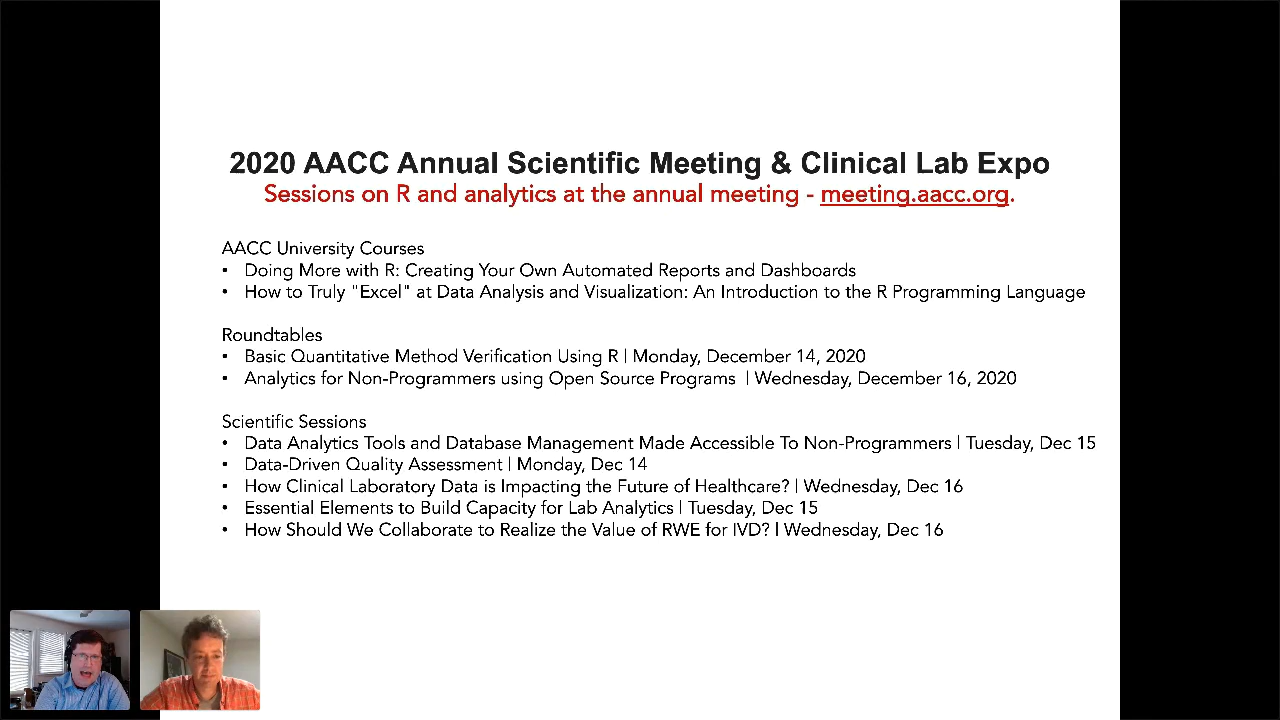 2020 AACC Annual Scientific Meeting & Clinical Lab Expo
Sessions on R and analytics at the annual meeting - meeting.aacc.org.
AACC University Courses
• Doing More with R: Creating Your Own Automated Reports and Dashboards
• How to Truly "Excel" at Data Analysis and Visualization: An Introduction to the R Programming Language
Roundtables
• Basic Quantitative Method Verification Using R | Monday, December 14, 2020
• Analytics for Non-Programmers using Open Source Programs | Wednesday, December 16, 2020
Scientific Sessions
• Data Analytics Tools and Database Management Made Accessible To Non-Programmers | Tuesday, Dec 15
• Data-Driven Quality Assessment | Monday, Dec 14
• How Clinical Laboratory Data is Impacting the Future of Healthcare? | Wednesday, Dec 16
• Essential Elements to Build Capacity for Lab Analytics | Tuesday, Dec 15
• How Should We Collaborate to Realize the Value of RWE for IVD? | Wednesday, Dec 16